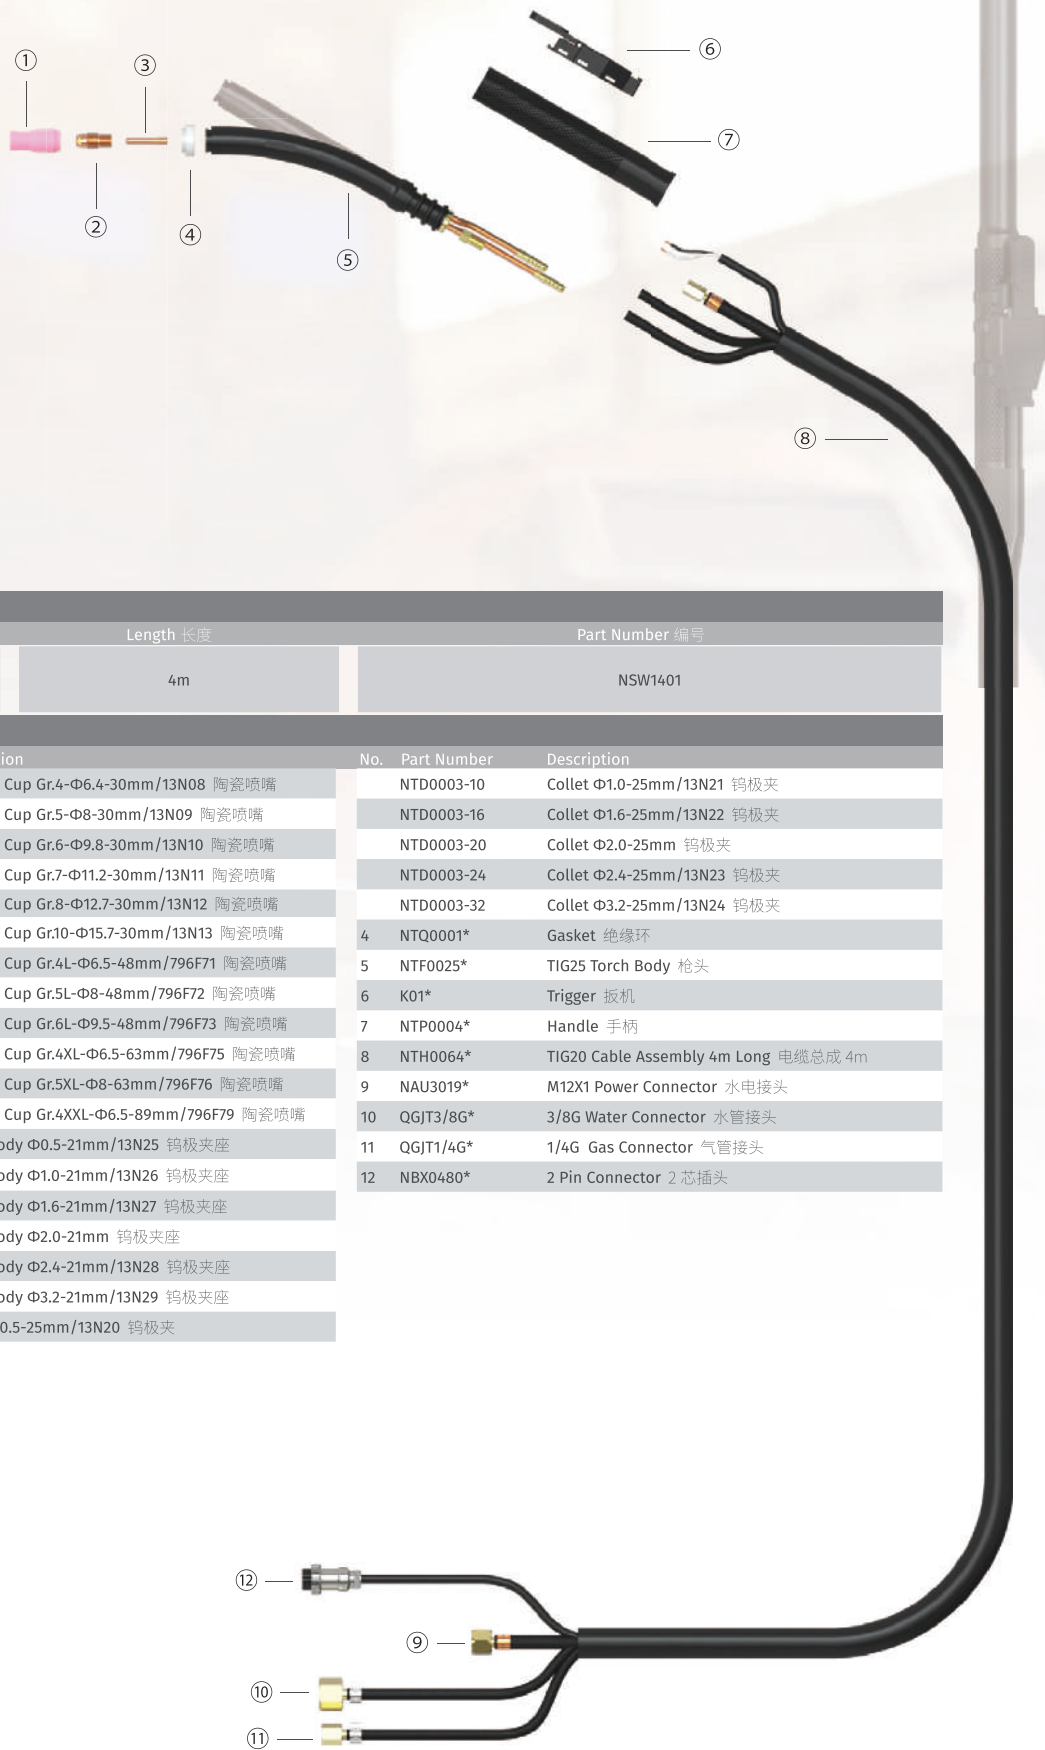 ①
③
②
④
⑤
⑥
⑦
⑧
Length 长度
Part Number 编号
4m
NSW1401
ion
Cup Gr.4-Φ6.4-30mm/13N08 陶瓷喷嘴
Cup Gr.5-Φ8-30mm/13N09 陶瓷喷嘴
Cup Gr.6-Φ9.8-30mm/13N10 陶瓷喷嘴
Cup Gr.7-Φ11.2-30mm/13N11 陶瓷喷嘴
Cup Gr.8-Φ12.7-30mm/13N12 陶瓷喷嘴
Cup Gr.10-Φ15.7-30mm/13N13 陶瓷喷嘴
Cup Gr.4L-Φ6.5-48mm/796F71 陶瓷喷嘴
Cup Gr.5L-Φ8-48mm/796F72 陶瓷喷嘴
Cup Gr.6L-Φ9.5-48mm/796F73 陶瓷喷嘴
Cup Gr.4XL-Φ6.5-63mm/796F75 陶瓷喷嘴
Cup Gr.5XL-Φ8-63mm/796F76 陶瓷喷嘴
Cup Gr.4XXL-Φ6.5-89mm/796F79 陶瓷喷嘴
ody Φ0.5-21mm/13N25 钨极夹座
ody Φ1.0-21mm/13N26 钨极夹座
ody Φ1.6-21mm/13N27 钨极夹座
ody Φ2.0-21mm 钨极夹座
ody Φ2.4-21mm/13N28 钨极夹座
ody Φ3.2-21mm/13N29 钨极夹座
0.5-25mm/13N20 钨极夹
No. Part Number Description
NTD0003-10 Collet Φ1.0-25mm/13N21 钨极夹
NTD0003-16 Collet Φ1.6-25mm/13N22 钨极夹
NTD0003-20 Collet Φ2.0-25mm 钨极夹
NTD0003-24 Collet Φ2.4-25mm/13N23 钨极夹
NTD0003-32 Collet Φ3.2-25mm/13N24 钨极夹
4 NTQ0001* Gasket 绝缘环
5 NTF0025* TIG25 Torch Body 枪头
6 K01* Trigger 扳机
7 NTP0004* Handle 手柄
8 NTH0064* TIG20 Cable Assembly 4m Long 电缆总成 4m
9 NAU3019* M12X1 Power Connector 水电接头
10 QGJT3/8G* 3/8G Water Connector 水管接头
11 QGJT1/4G* 1/4G Gas Connector 气管接头
12 NBX0480* 2 Pin Connector 2 芯插头
⑫
⑨
⑩
⑪